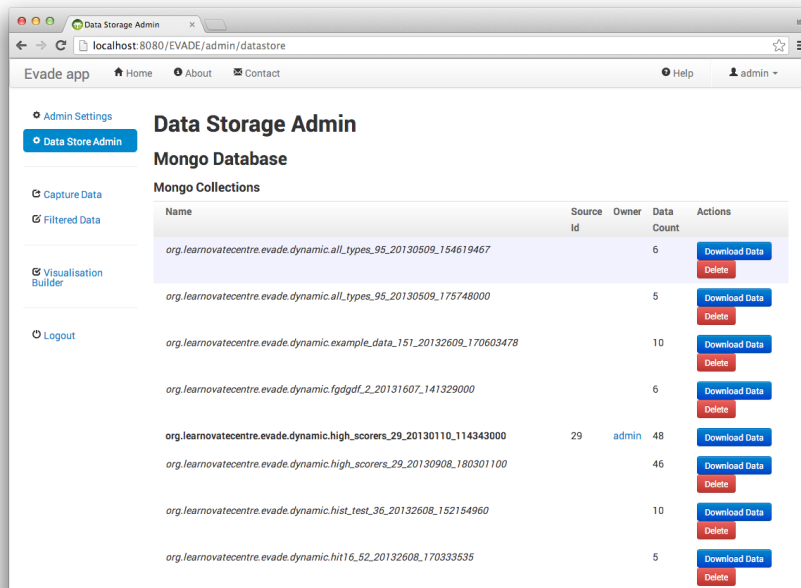 Data Storage Admin
localhost:8080/EVADE/admin/datastore
Evade app Home About Contact Help admin
Admin Settings
Data Store Admin
Capture Data
Filtered Data
Visualisation
Builder
Logout
Data Storage Admin
Mongo Database
Mongo Collections
Name Source Id Owner Data Count Actions
org.learnovatecentre.evade.dynamic.all_types_95_20130509_154619467 6 Download Data
Delete
org.learnovatecentre.evade.dynamic.all_types_95_20130509_175748000 5 Download Data
Delete
org.learnovatecentre.evade.dynamic.example_data_151_20132609_170603478 10 Download Data
Delete
org.learnovatecentre.evade.dynamic.fgdgdf_2_20131607_141329000 6 Download Data
Delete
org.learnovatecentre.evade.dynamic.high_scorers_29_20130110_114343000 29 admin 48 Download Data
org.learnovatecentre.evade.dynamic.high_scorers_29_20130908_180301100 46 Download Data
Delete
org.learnovatecentre.evade.dynamic.hist_test_36_20132608_152154960 10 Download Data
Delete
org.learnovatecentre.evade.dynamic.hit16_52_20132608_170333535 5 Download Data
Delete